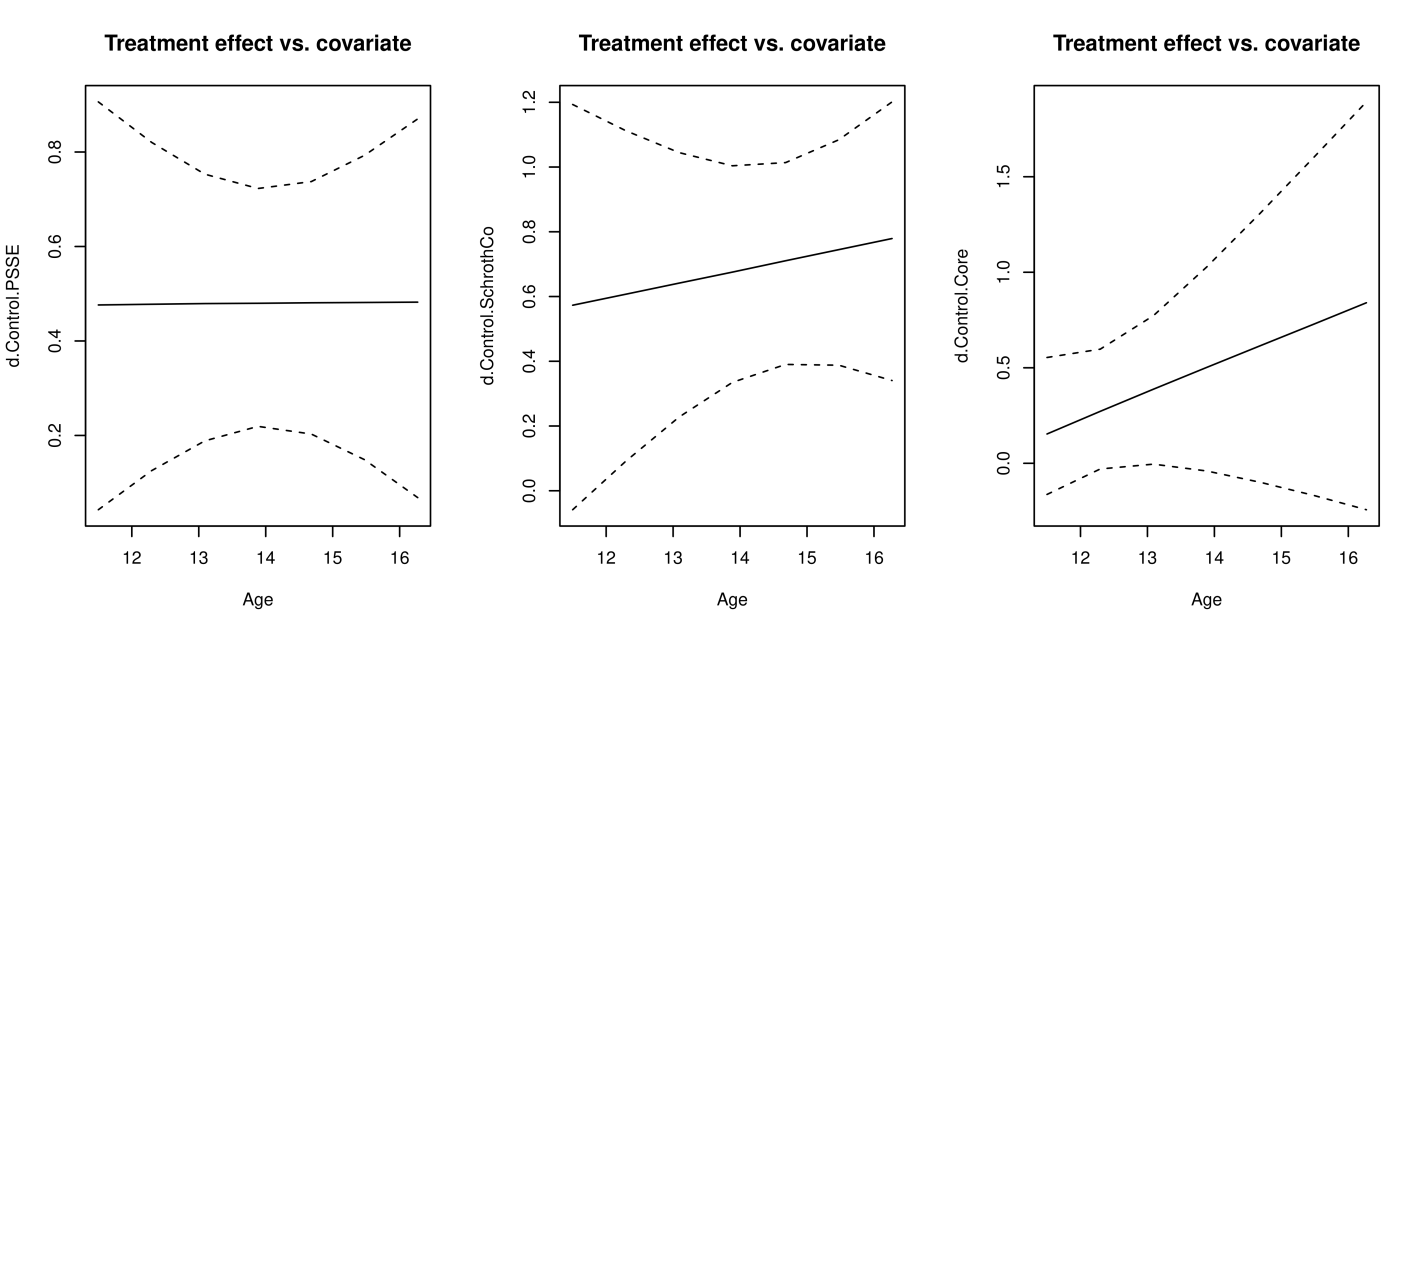 Treatment effect vs. covariate
d.Control.PSSE
0.2
0.4
0.6
0.8
12 13 14 15 16
Age
Treatment effect vs. covariate
d.Control.SchrothCo
0.0
0.2
0.4
0.6
0.8
1.0
1.2
12 13 14 15 16
Age
Treatment effect vs. covariate
d.Control.Core
0.0
0.5
1.0
1.5
12 13 14 15 16
Age